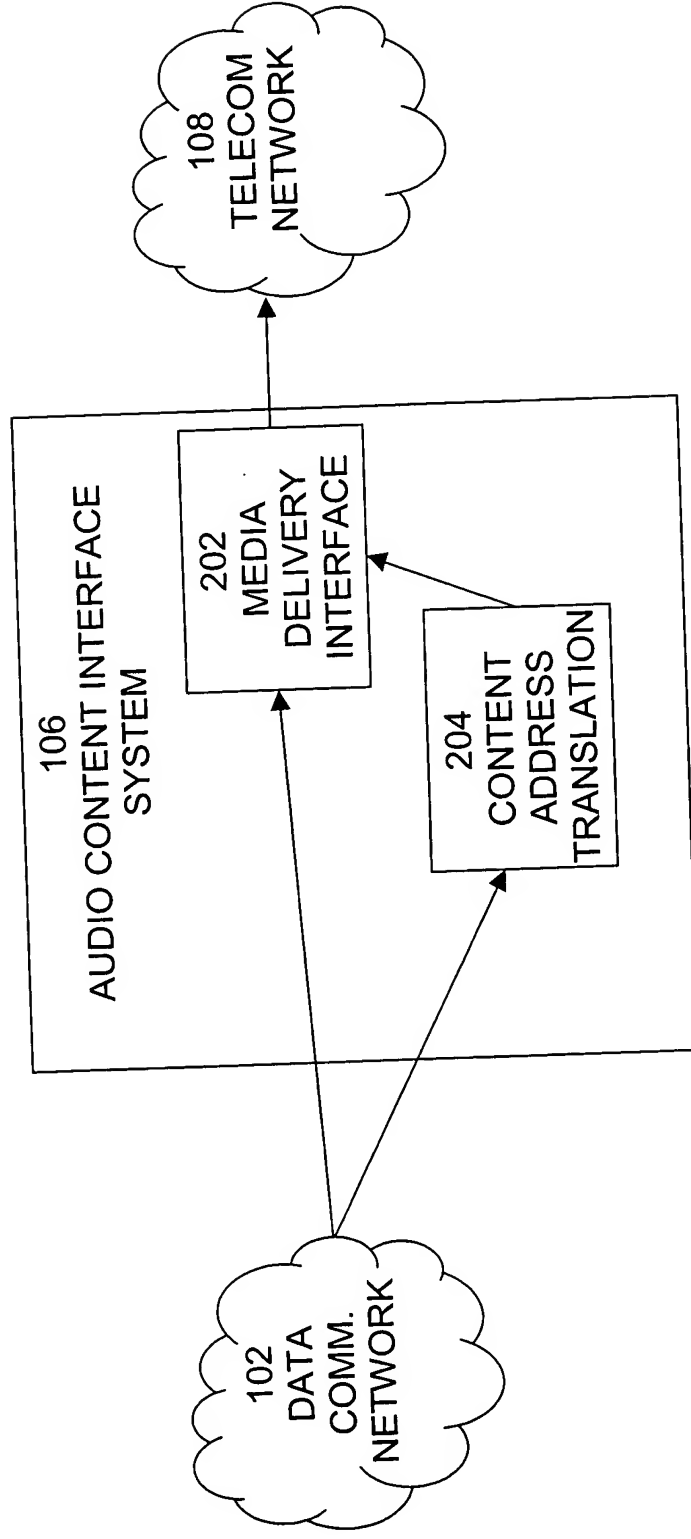 102
DATA
COMM.
NETWORK
106
AUDIO CONTENT INTERFACE
SYSTEM
202
MEDIA
DELIVERY
INTERFACE
204
CONTENT
ADDRESS
TRANSLATION
108
TELECOM
NETWORK